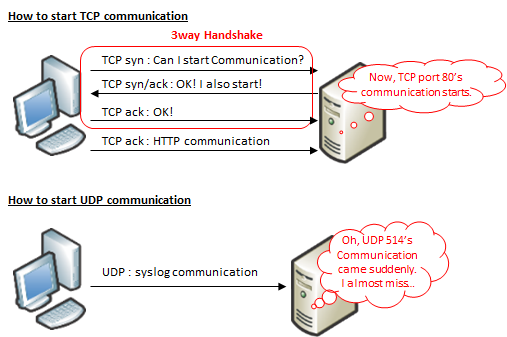 How to start TCP communication
3way Handshake
TCP syn : Can I start Communication?
TCP syn/ack : OK! I also start!
TCP ack : OK!
TCP ack : HTTP communication
Now, TCP port 80's
communication starts.
How to start UDP communication
UDP : syslog communication
Oh, UDP 514's
Communication
came suddenly.
I almost miss...